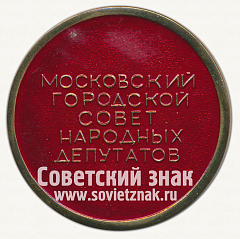 МОСКОВСКИЙ
ГОРОДСКОЙ
СОВЕТ
НАРОДНЫХ
ДЕПУТАТОВ
Советский знак
www.sovietznak.ru